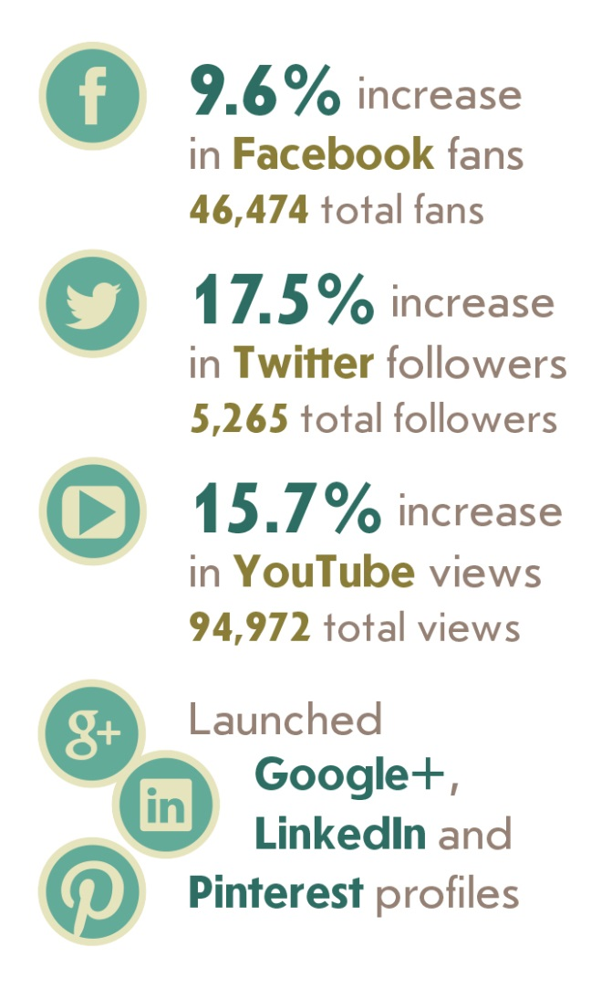 9.6% increase
in Facebook fans
46,474 total fans
17.5% increase
in Twitter followers
5,265 total followers
15.7% increase
in YouTube views
94,972 total views
Launched
Google+,
LinkedIn and
Pinterest profiles
f
g+
in